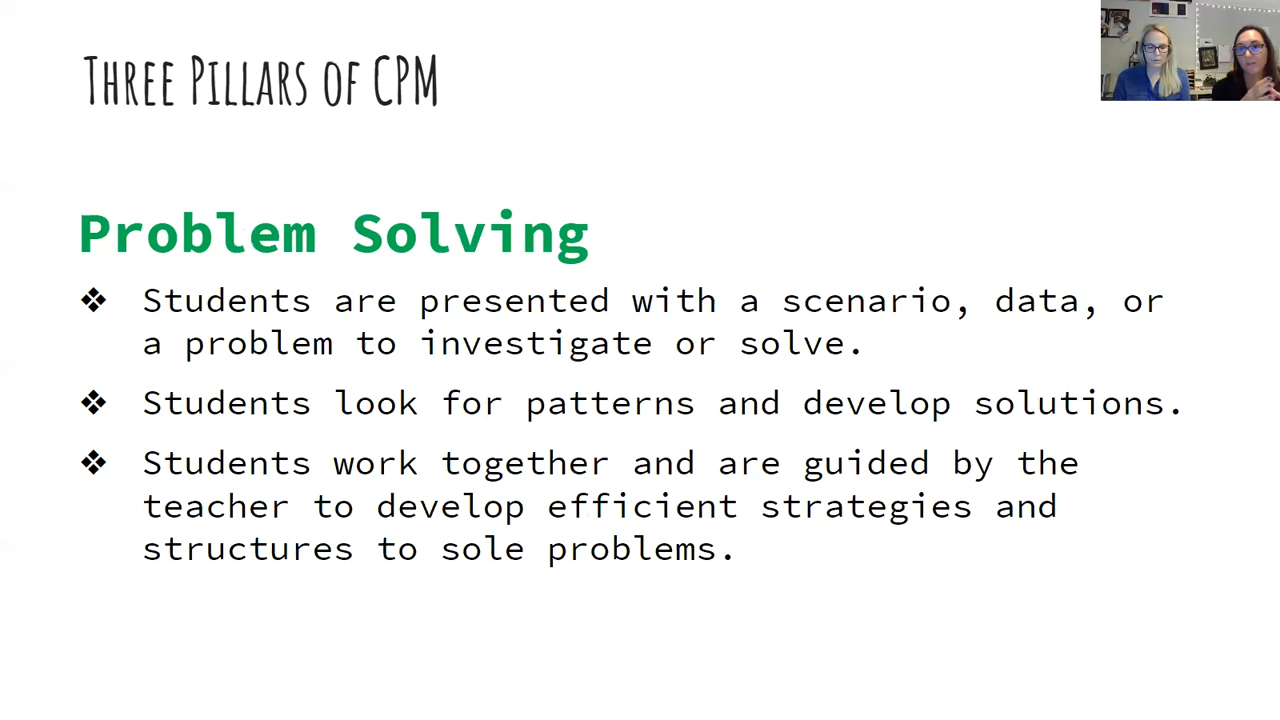 Three Pillars of CPM
Problem Solving
❖ Students are presented with a scenario, data, or
a problem to investigate or solve.
❖ Students look for patterns and develop solutions.
❖ Students work together and are guided by the
teacher to develop efficient strategies and
structures to sole problems.